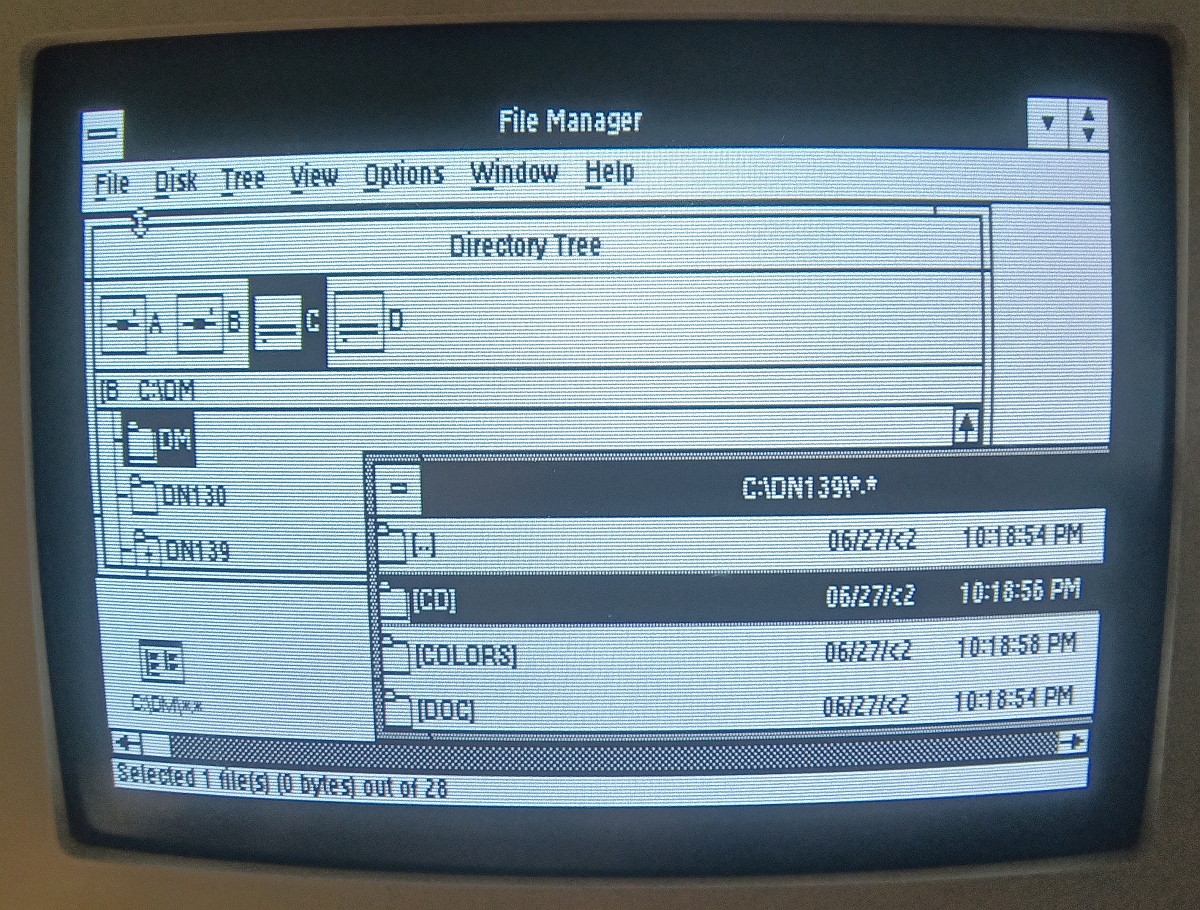 File Manager
File Disk Tree View Options Window Help
Directory Tree
A B C D
[B C:\DM
DM
DN130
DN139
C:\DN139\*.*
[..] 06/27/<2 10:18:54 PM
[CD] 06/27/<2 10:18:56 PM
[COLORS] 06/27/<2 10:18:58 PM
[DOC] 06/27/<2 10:18:54 PM
C:\DM\*.*
Selected 1 file(s) (0 bytes) out of 28